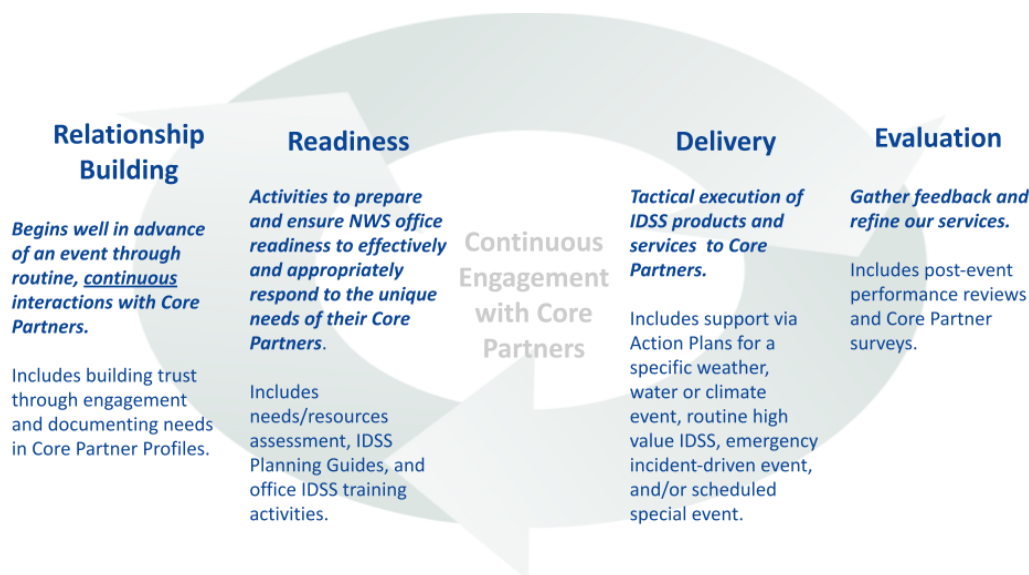 Relationship
Building
Begins well in advance
of an event through
routine, continuous
interactions with Core
Partners.
Includes building trust
through engagement
and documenting needs
in Core Partner Profiles.
Readiness
Activities to prepare
and ensure NWS office
readiness to effectively
and appropriately
respond to the unique
needs of their Core
Partners.
Includes
needs/resources
assessment, IDSS
Planning Guides, and
office IDSS training
activities.
Continuous
Engagement
with Core
Partners
Delivery
Tactical execution of
IDSS products and
services to Core
Partners.
Includes support via
Action Plans for a
specific weather,
water or climate
event, routine high
value IDSS, emergency
incident-driven event,
and/or scheduled
special event.
Evaluation
Gather feedback and
refine our services.
Includes post-event
performance reviews
and Core Partner
surveys.